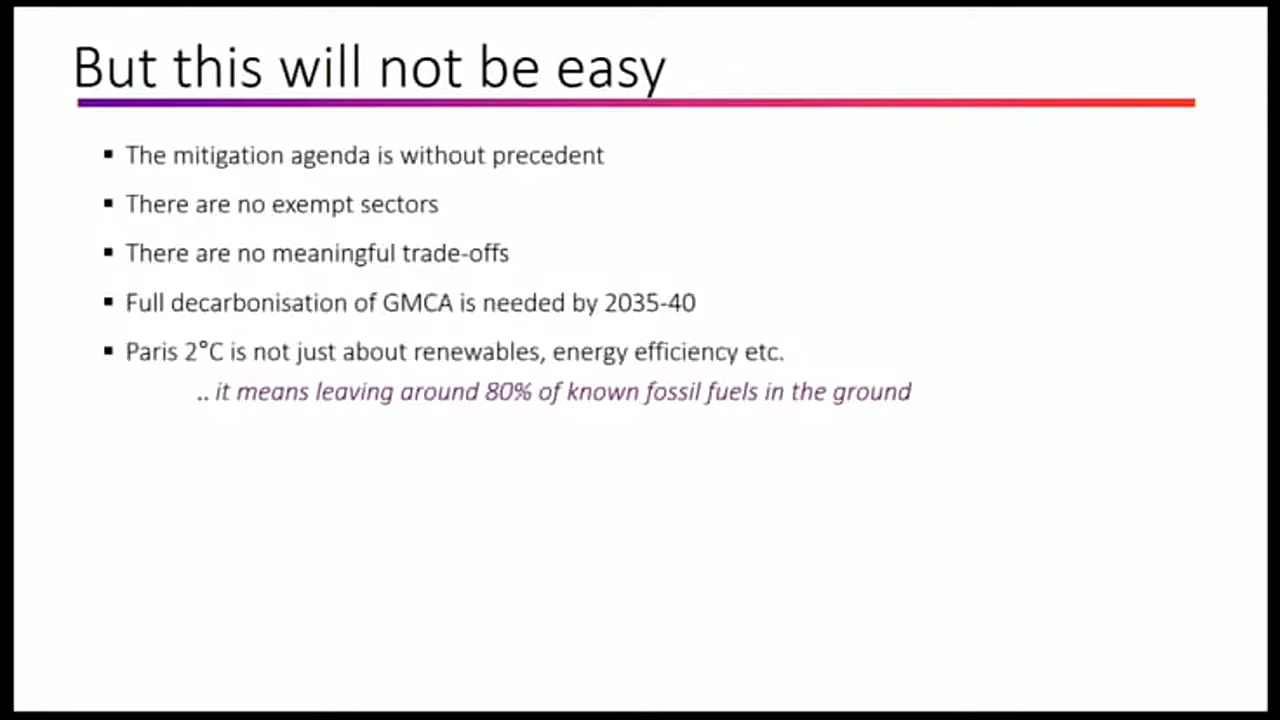 But this will not be easy
▪ The mitigation agenda is without precedent
▪ There are no exempt sectors
▪ There are no meaningful trade-offs
▪ Full decarbonisation of GMCA is needed by 2035-40
▪ Paris 2°C is not just about renewables, energy efficiency etc.
.. it means leaving around 80% of known fossil fuels in the ground